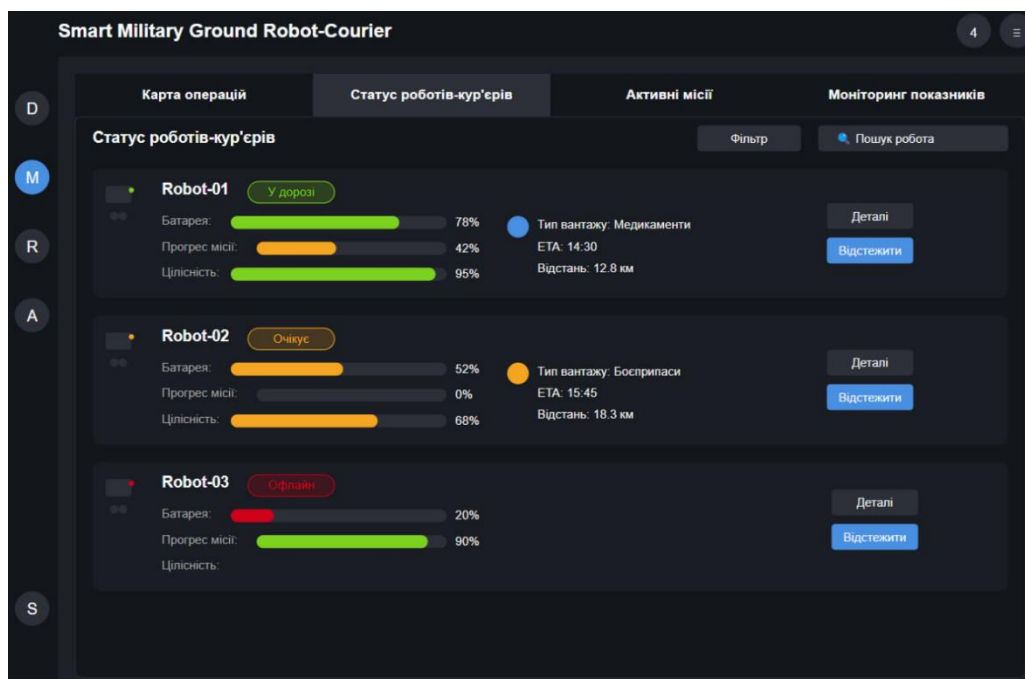 Smart Military Ground Robot-Courier
4
D
M
R
A
S
Карта операцій
Статус роботів-кур'єрів
Активні місії
Моніторинг показників
Статус роботів-кур'єрів
Фільтр
Пошук робота
Robot-01
У дорозі
Батарея:
78%
Прогрес місії:
42%
Цілісність:
95%
Тип вантажу: Медикаменти
ETA: 14:30
Відстань: 12.8 км
Деталі
Відстежити
Robot-02
Очікує
Батарея:
52%
Прогрес місії:
0%
Цілісність:
68%
Тип вантажу: Боєприпаси
ETA: 15:45
Відстань: 18.3 км
Деталі
Відстежити
Robot-03
Офлайн
Батарея:
20%
Прогрес місії:
90%
Цілісність:
Деталі
Відстежити